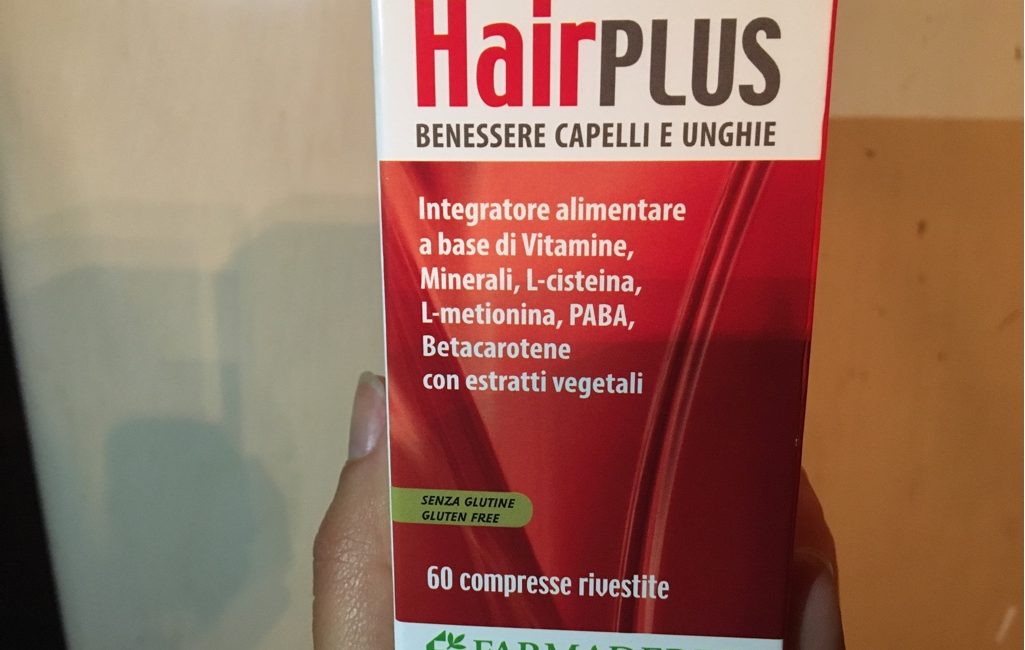 HairPLUS
BENESSERE CAPELLI E UNGHIE
Integratore alimentare
a base di Vitamine,
Minerali, L-cisteina,
L-metionina, PABA,
Betacarotene
con estratti vegetali
SENZA GLUTINE
GLUTEN FREE
60 compresse rivestite